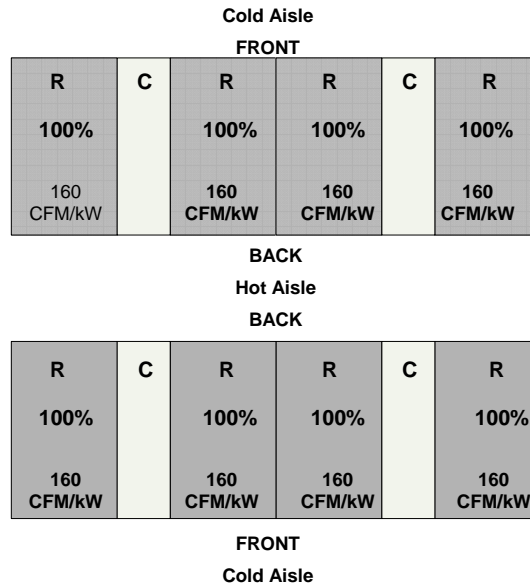 Cold Aisle
FRONT
R C R R C R
100% 100% 100% 100%
160 160 160 160
CFM/kW CFM/kW CFM/kW CFM/kW
BACK
Hot Aisle
BACK
R C R R C R
100% 100% 100% 100%
160 160 160 160
CFM/kW CFM/kW CFM/kW CFM/kW
FRONT
Cold Aisle